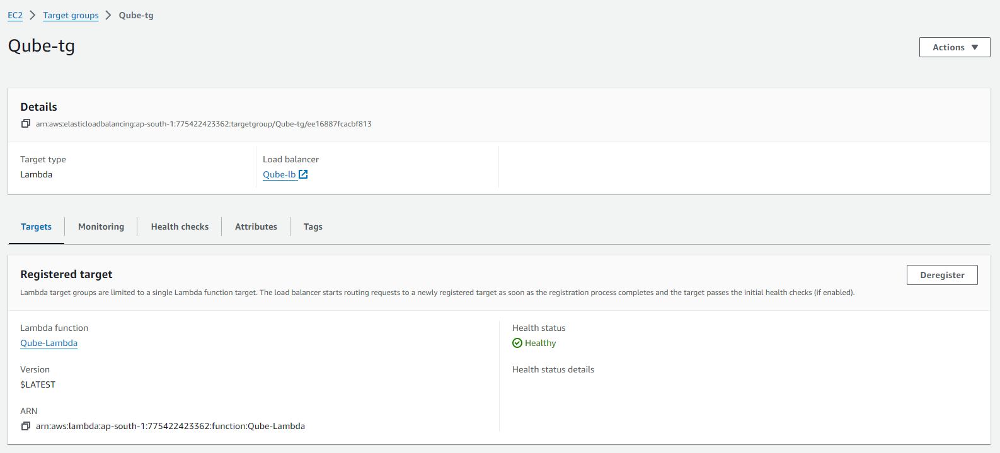 EC2 > Target groups > Qube-tg
Qube-tg
Actions
Details
arn:aws:elasticloadbalancing:ap-south-1:775422423362:targetgroup/Qube-tg/ee16887fcacbf813
Target type
Lambda
Load balancer
Qube-lb
Targets
Monitoring
Health checks
Attributes
Tags
Registered target
Deregister
Lambda target groups are limited to a single Lambda function target. The load balancer starts routing requests to a newly registered target as soon as the registration process completes and the target passes the initial health checks (if enabled).
Lambda function
Qube-Lambda
Version
$LATEST
ARN
arn:aws:lambda:ap-south-1:775422423362:function:Qube-Lambda
Health status
Healthy
Health status details